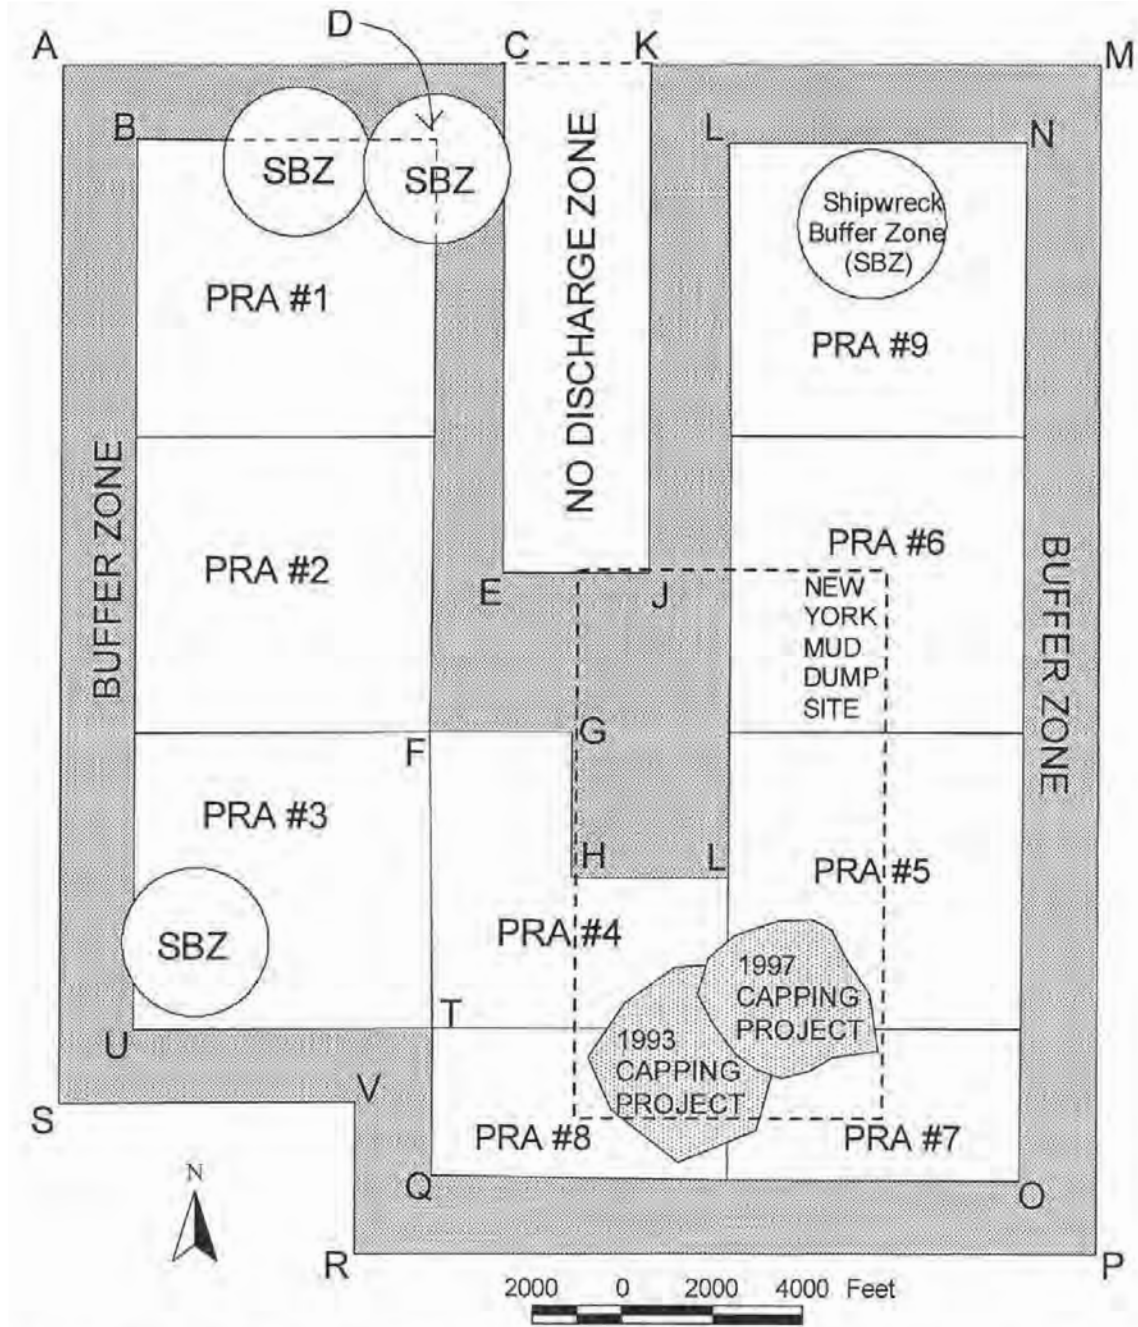 D
A
C
K
M
B
SBZ
SBZ
L
N
Shipwreck
Buffer Zone
(SBZ)
PRA #1
NO DISCHARGE ZONE
PRA #9
BUFFER ZONE
PRA #2
PRA #6
E
J
NEW
YORK
MUD
DUMP
SITE
BUFFER ZONE
F
G
PRA #3
H
L
PRA #5
SBZ
PRA #4
1997
CAPPING
PROJECT
U
T
1993
CAPPING
PROJECT
S
V
PRA #8
PRA #7
N
Q
O
R
P
2000 0 2000 4000 Feet